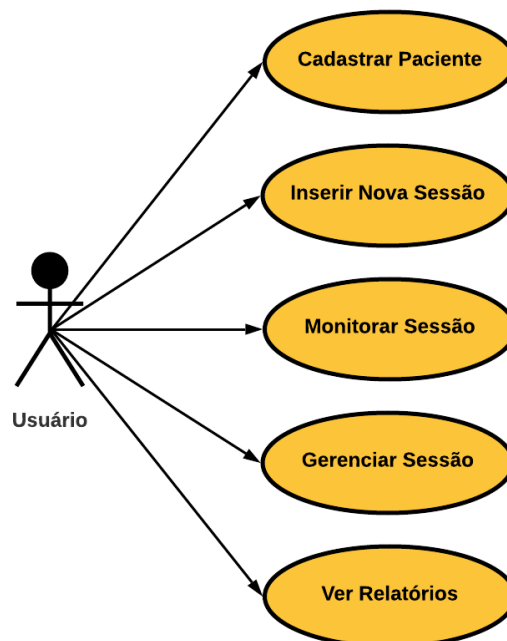 Cadastrar Paciente
Inserir Nova Sessão
Monitorar Sessão
Usuário
Gerenciar Sessão
Ver Relatórios